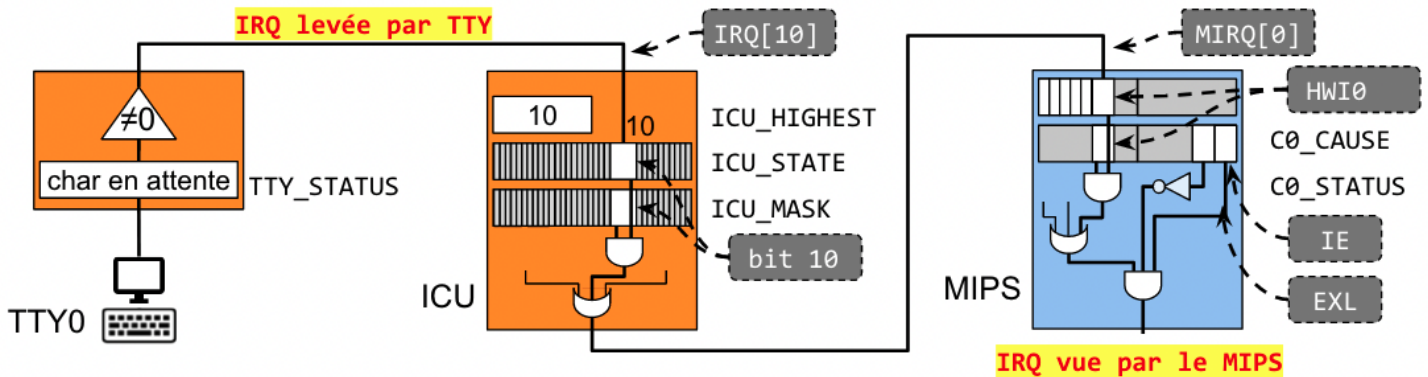 IRQ levée par TTY
IRQ[10]
MIRQ[0]
≠0
char en attente
TTY_STATUS
TTY0
10
10
ICU_HIGHEST
ICU_STATE
ICU_MASK
bit 10
ICU
HWI0
C0_CAUSE
C0_STATUS
IE
EXL
MIPS
IRQ vue par le MIPS